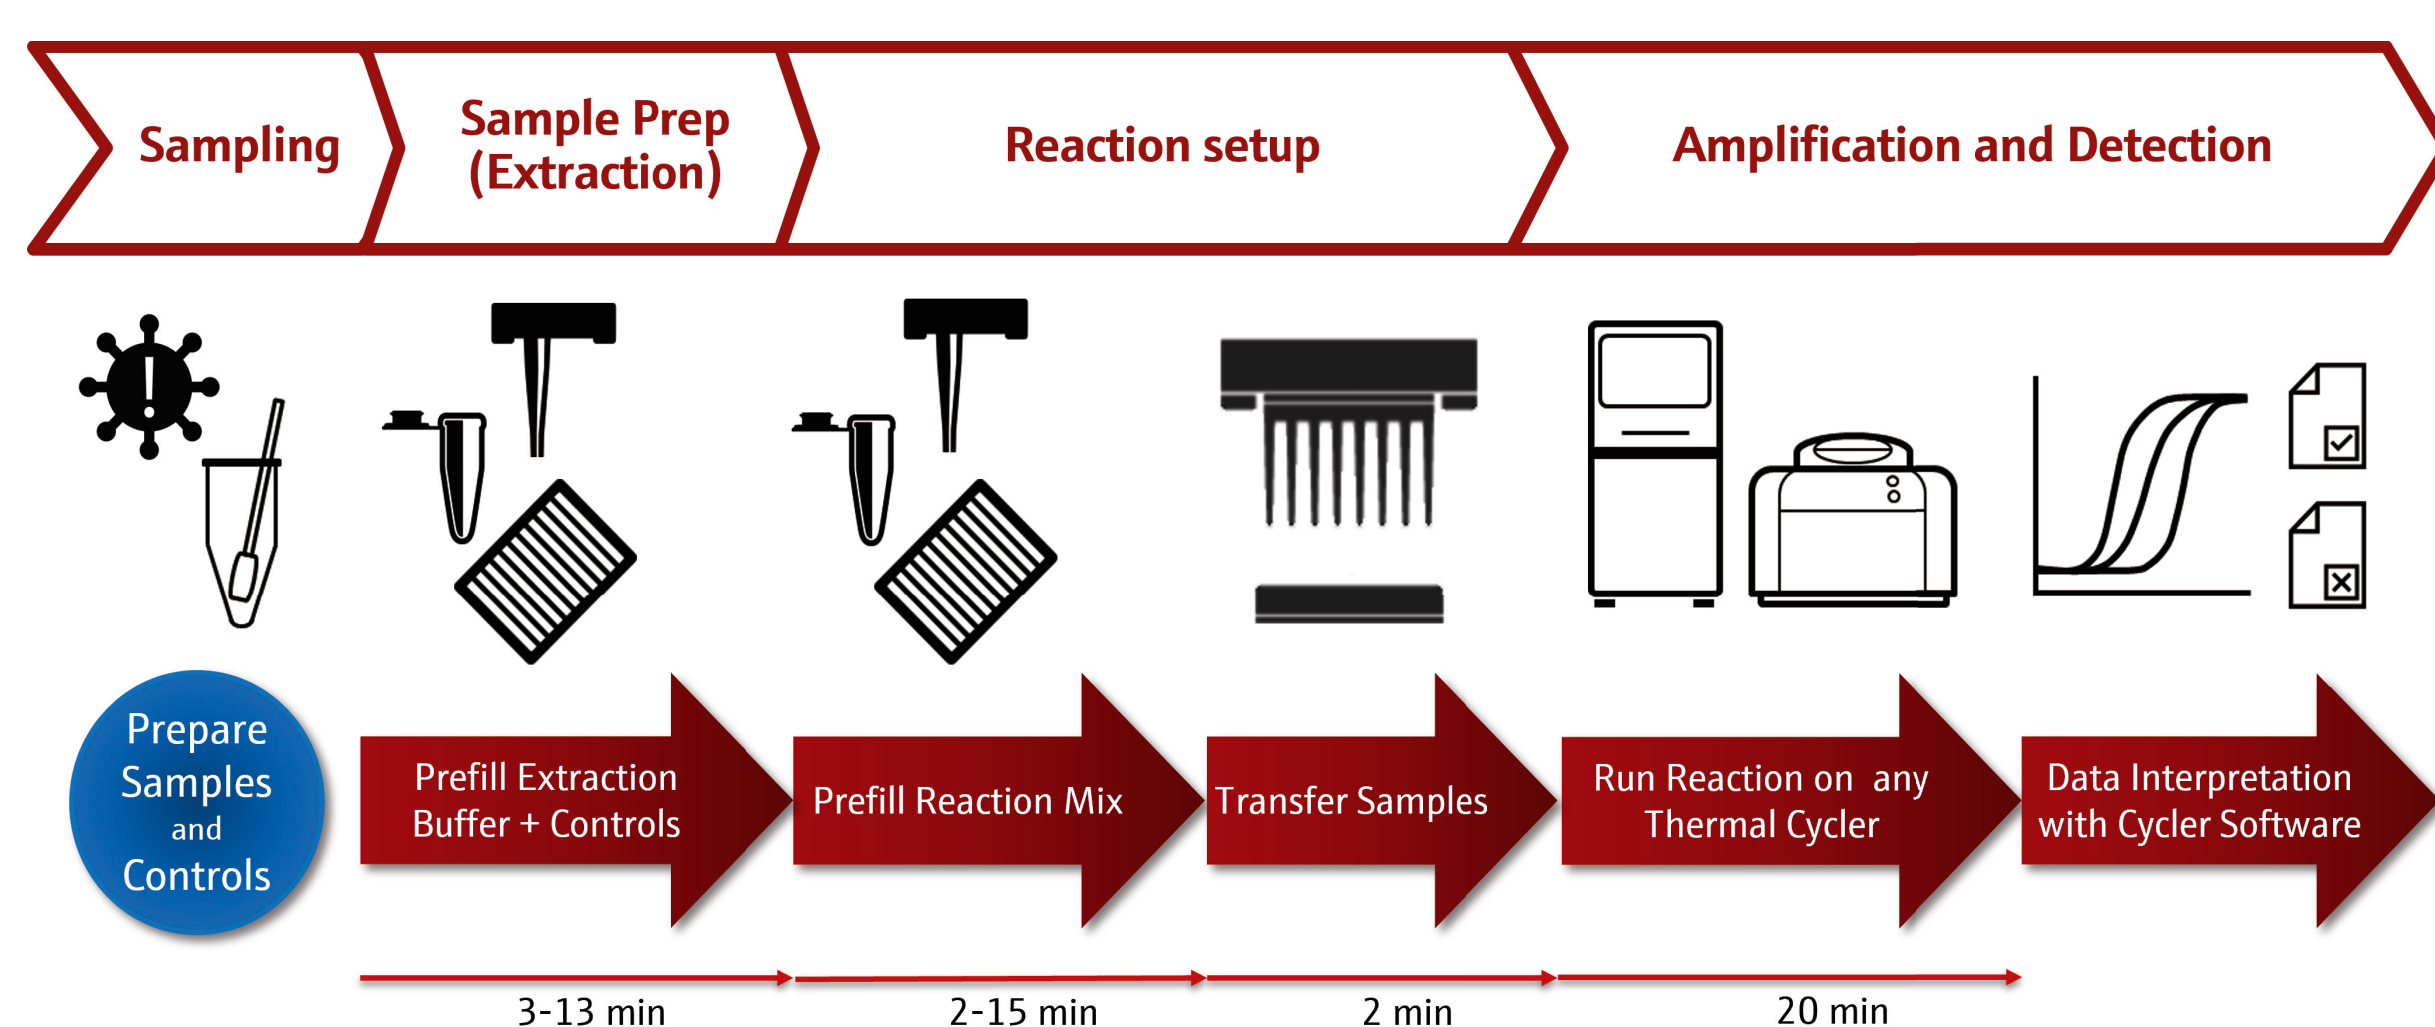 Sampling
Sample Prep
(Extraction)
Reaction setup
Amplification and Detection
Prepare
Samples
and
Controls
Prefill Extraction
Buffer + Controls
Prefill Reaction Mix
Transfer Samples
Run Reaction on any
Thermal Cycler
Data Interpretation
with Cycler Software
3-13 min
2-15 min
2 min
20 min